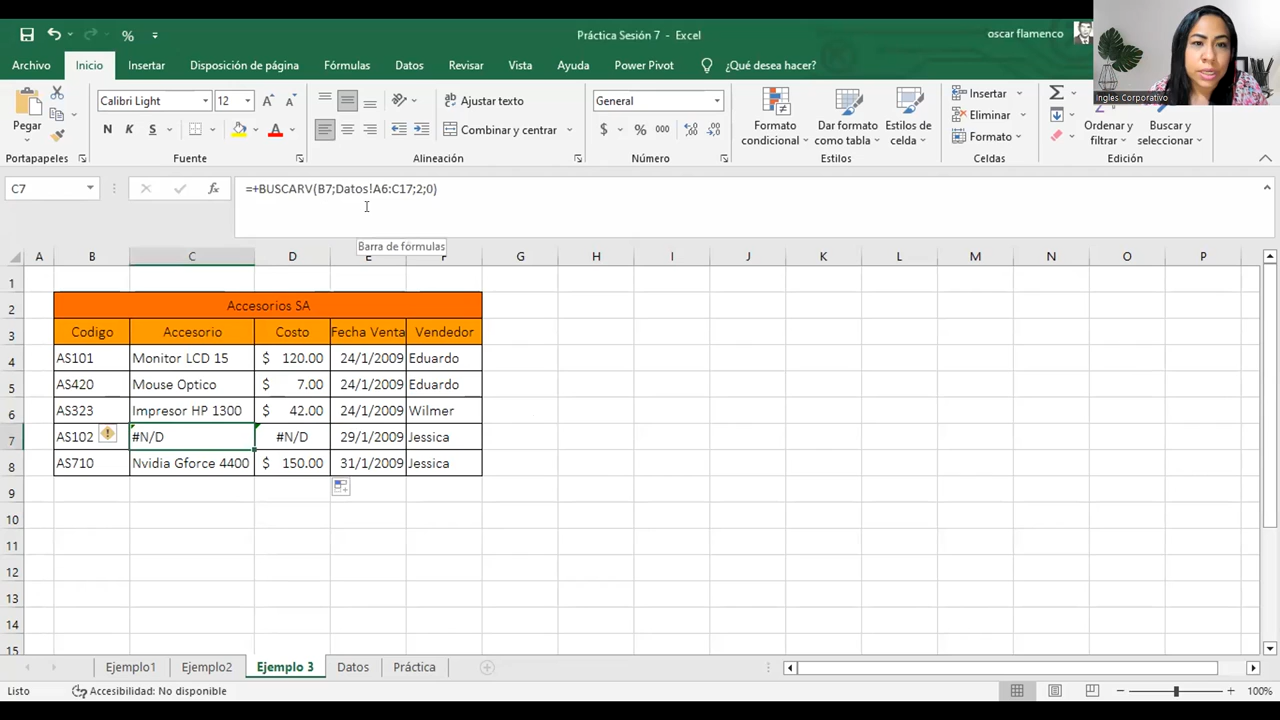 Práctica Sesión 7 - Excel
oscar flamenco
Archivo Inicio Insertar Disposición de página Fórmulas Datos Revisar Vista Ayuda Power Pivot ¿Qué desea hacer?
Ingles Corporativo
Pegar
Calibri Light 12
N K S
Ajustar texto
Combinar y centrar
General
$ % 000
Formato condicional
Dar formato como tabla
Estilos de celda
Insertar
Eliminar
Formato
Ordenar y filtrar
Buscar y seleccionar
Portapapeles Fuente Alineación Número Estilos Celdas Edición
C7 fx =+BUSCARV(B7;Datos!A6:C17;2;0)
Barra de fórmulas
A B C D E F G H I J K L M N O P
1
2 Accesorios SA
3 Codigo Accesorio Costo Fecha Venta Vendedor
4 AS101 Monitor LCD 15 $ 120.00 24/1/2009 Eduardo
5 AS420 Mouse Optico $ 7.00 24/1/2009 Eduardo
6 AS323 Impresor HP 1300 $ 42.00 24/1/2009 Wilmer
7 AS102 #N/D #N/D 29/1/2009 Jessica
8 AS710 Nvidia Gforce 4400 $ 150.00 31/1/2009 Jessica
9
10
11
12
13
14
15
Ejemplo1 Ejemplo2 Ejemplo 3 Datos Práctica
Listo Accesibilidad: No disponible 100%